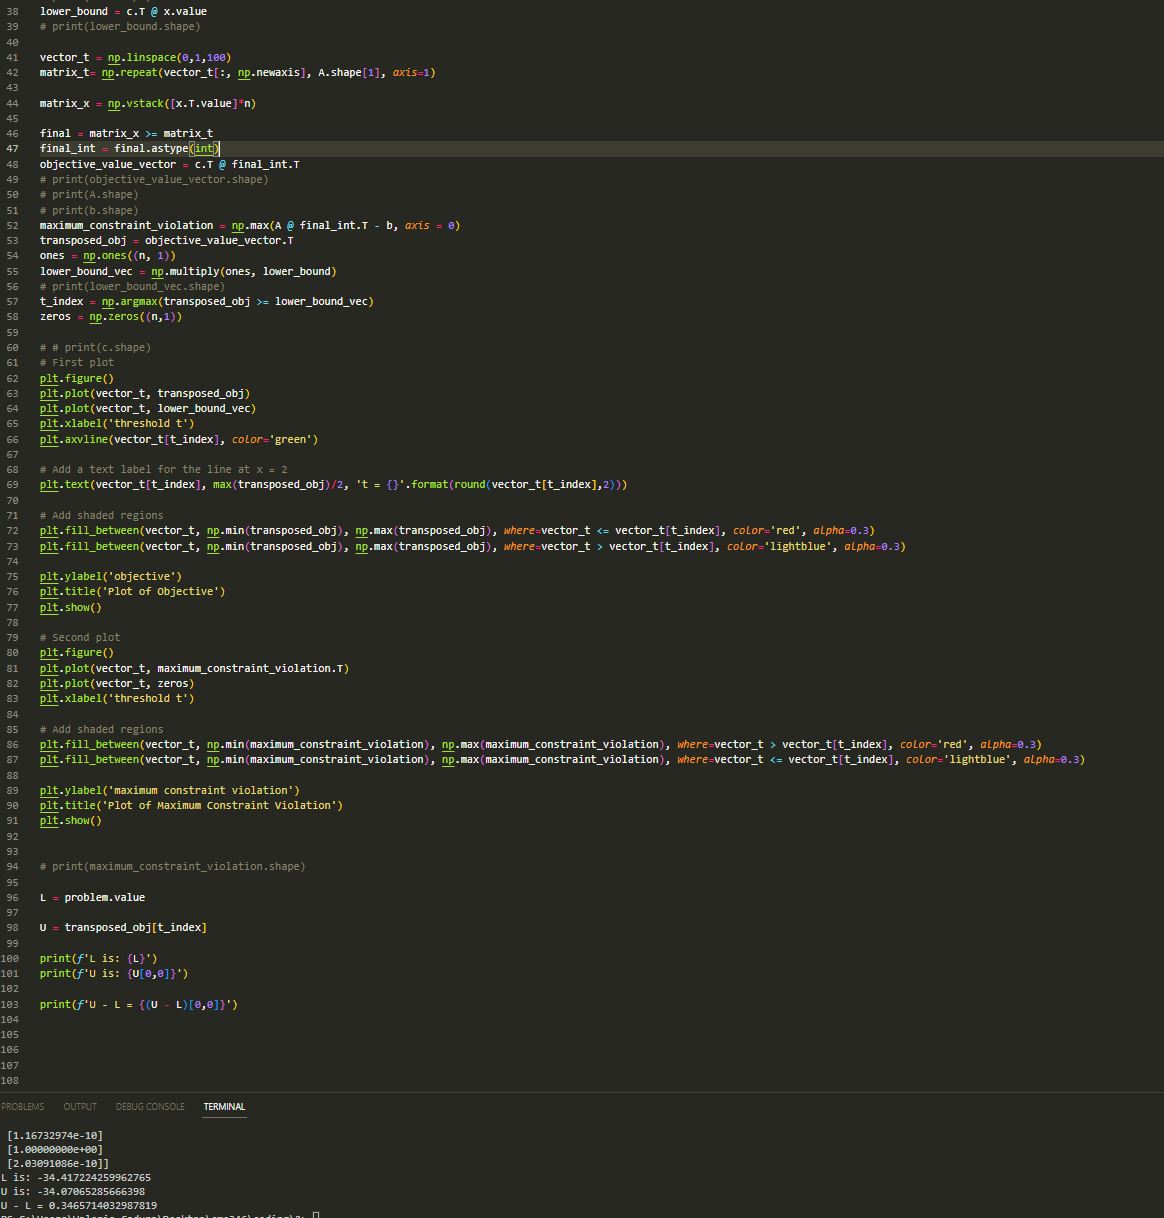 38 lower_bound = c.T @ x.value
39 # print(lower_bound.shape)
40
41 vector_t = np.linspace(0,1,100)
42 matrix_t= np.repeat(vector_t[:, np.newaxis], A.shape[1], axis=1)
43
44 matrix_x = np.vstack([x.T.value]*n)
45
46 final = matrix_x >= matrix_t
47 final_int = final.astype(int)
48 objective_value_vector = c.T @ final_int.T
49 # print(objective_value_vector.shape)
50 # print(A.shape)
51 # print(b.shape)
52 maximum_constraint_violation = np.max(A @ final_int.T - b, axis = 0)
53 transposed_obj = objective_value_vector.T
54 ones = np.ones((n, 1))
55 lower_bound_vec = np.multiply(ones, lower_bound)
56 # print(lower_bound_vec.shape)
57 t_index = np.argmax(transposed_obj >= lower_bound_vec)
58 zeros = np.zeros((n,1))
59
60 # # print(c.shape)
61 # First plot
62 plt.figure()
63 plt.plot(vector_t, transposed_obj)
64 plt.plot(vector_t, lower_bound_vec)
65 plt.xlabel('threshold t')
66 plt.axvline(vector_t[t_index], color='green')
67
68 # Add a text label for the line at x = 2
69 plt.text(vector_t[t_index], max(transposed_obj)/2, 't = {}'.format(round(vector_t[t_index],2)))
70
71 # Add shaded regions
72 plt.fill_between(vector_t, np.min(transposed_obj), np.max(transposed_obj), where=vector_t <= vector_t[t_index], color='red', alpha=0.3)
73 plt.fill_between(vector_t, np.min(transposed_obj), np.max(transposed_obj), where=vector_t > vector_t[t_index], color='lightblue', alpha=0.3)
74
75 plt.ylabel('objective')
76 plt.title('Plot of Objective')
77 plt.show()
78
79 # Second plot
80 plt.figure()
81 plt.plot(vector_t, maximum_constraint_violation.T)
82 plt.plot(vector_t, zeros)
83 plt.xlabel('threshold t')
84
85 # Add shaded regions
86 plt.fill_between(vector_t, np.min(maximum_constraint_violation), np.max(maximum_constraint_violation), where=vector_t > vector_t[t_index], color='red', alpha=0.3)
87 plt.fill_between(vector_t, np.min(maximum_constraint_violation), np.max(maximum_constraint_violation), where=vector_t <= vector_t[t_index], color='lightblue', alpha=0.3)
88
89 plt.ylabel('maximum constraint violation')
90 plt.title('Plot of Maximum Constraint Violation')
91 plt.show()
92
93
94 # print(maximum_constraint_violation.shape)
95
96 L = problem.value
97
98 U = transposed_obj[t_index]
99
100 print(f'L is: {L}')
101 print(f'U is: {U[0,0]}')
102
103 print(f'U - L = {(U - L)[0,0]}')
104
105
106
107
108
PROBLEMS OUTPUT DEBUG CONSOLE TERMINAL
[1.16732974e-10]
[1.00000000e+00]
[2.03091086e-10]]
L is: -34.417224259962765
U is: -34.07065285666398
U - L = 0.3465714032987819